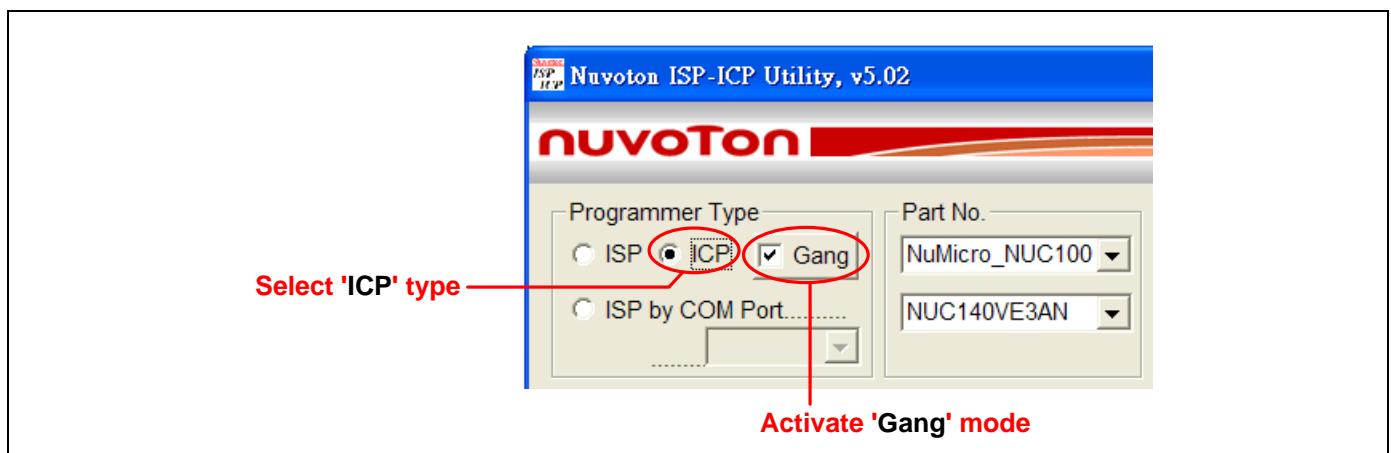 Nuvoton ISP-ICP Utility, v5.02
nuvoTon
Programmer Type
ISP
ICP
Gang
ISP by COM Port..........
Part No.
NuMicro_NUC100
NUC140VE3AN
Select 'ICP' type
Activate 'Gang' mode